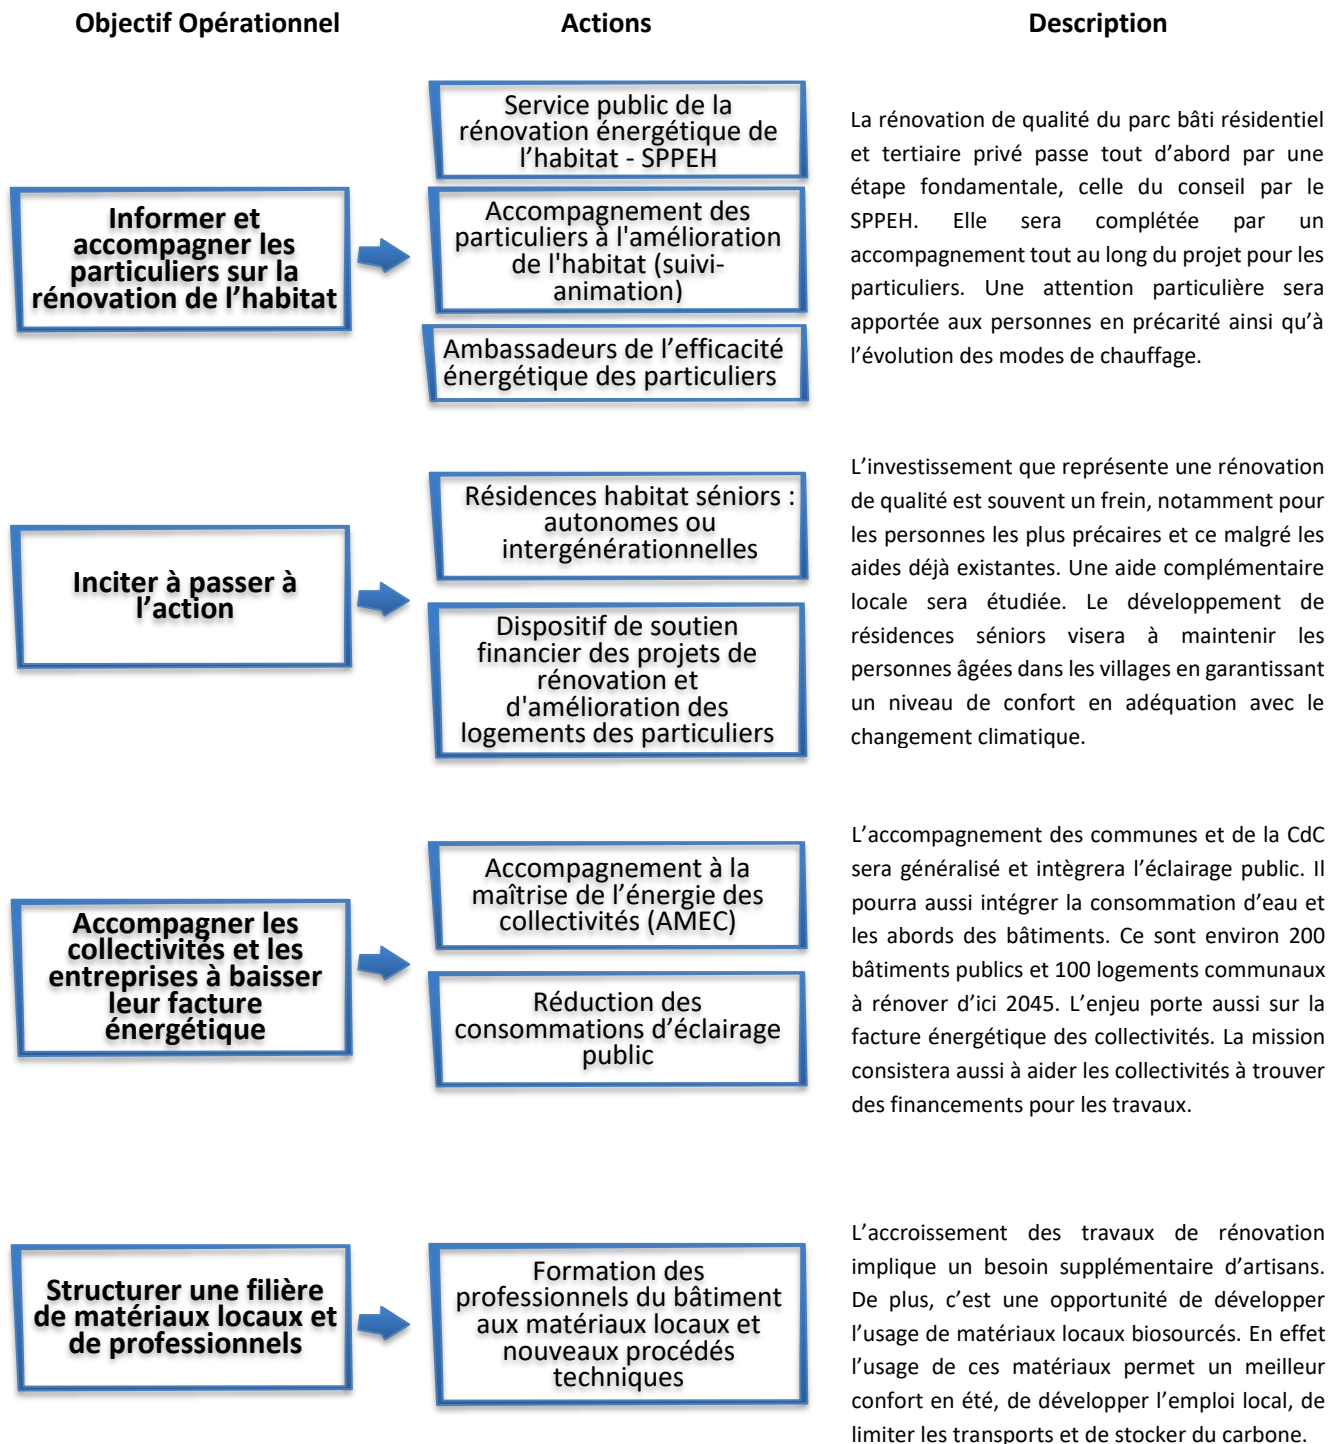 Objectif Opérationnel
Actions
Description
Informer et
accompagner les
particuliers sur la
rénovation de l’habitat
Service public de la
rénovation énergétique de
l’habitat - SPPEH
Accompagnement des
particuliers à l'amélioration
de l'habitat (suivi-
animation)
Ambassadeurs de l’efficacité
énergétique des particuliers
La rénovation de qualité du parc bâti résidentiel
et tertiaire privé passe tout d’abord par une
étape fondamentale, celle du conseil par le
SPPEH. Elle sera complétée par un
accompagnement tout au long du projet pour les
particuliers. Une attention particulière sera
apportée aux personnes en précarité ainsi qu’à
l’évolution des modes de chauffage.
Inciter à passer à
l’action
Résidences habitat séniors :
autonomes ou
intergénérationnelles
Dispositif de soutien
financier des projets de
rénovation et
d'amélioration des
logements des particuliers
L’investissement que représente une rénovation
de qualité est souvent un frein, notamment pour
les personnes les plus précaires et ce malgré les
aides déjà existantes. Une aide complémentaire
locale sera étudiée. Le développement de
résidences séniors visera à maintenir les
personnes âgées dans les villages en garantissant
un niveau de confort en adéquation avec le
changement climatique.
Accompagner les
collectivités et les
entreprises à baisser
leur facture
énergétique
Accompagnement à la
maîtrise de l’énergie des
collectivités (AMEC)
Réduction des
consommations d’éclairage
public
L’accompagnement des communes et de la CdC
sera généralisé et intègrera l’éclairage public. Il
pourra aussi intégrer la consommation d’eau et
les abords des bâtiments. Ce sont environ 200
bâtiments publics et 100 logements communaux
à rénover d’ici 2045. L’enjeu porte aussi sur la
facture énergétique des collectivités. La mission
consistera aussi à aider les collectivités à trouver
des financements pour les travaux.
Structurer une filière
de matériaux locaux et
de professionnels
Formation des
professionnels du bâtiment
aux matériaux locaux et
nouveaux procédés
techniques
L’accroissement des travaux de rénovation
implique un besoin supplémentaire d’artisans.
De plus, c’est une opportunité de développer
l’usage de matériaux locaux biosourcés. En effet
l’usage de ces matériaux permet un meilleur
confort en été, de développer l’emploi local, de
limiter les transports et de stocker du carbone.